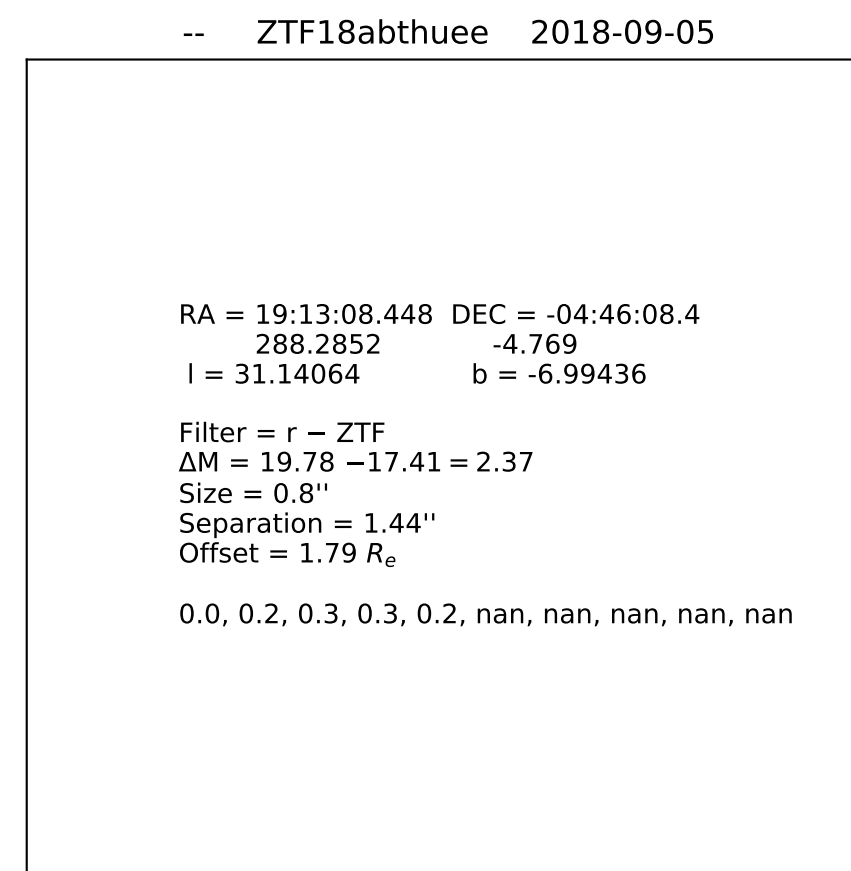 -- ZTF18abthuee 2018-09-05
RA = 19:13:08.448 DEC = -04:46:08.4
288.2852 -4.769
l = 31.14064 b = -6.99436
Filter = r − ZTF
ΔM = 19.78 −17.41 = 2.37
Size = 0.8''
Separation = 1.44''
Offset = 1.79 Re
0.0, 0.2, 0.3, 0.3, 0.2, nan, nan, nan, nan, nan